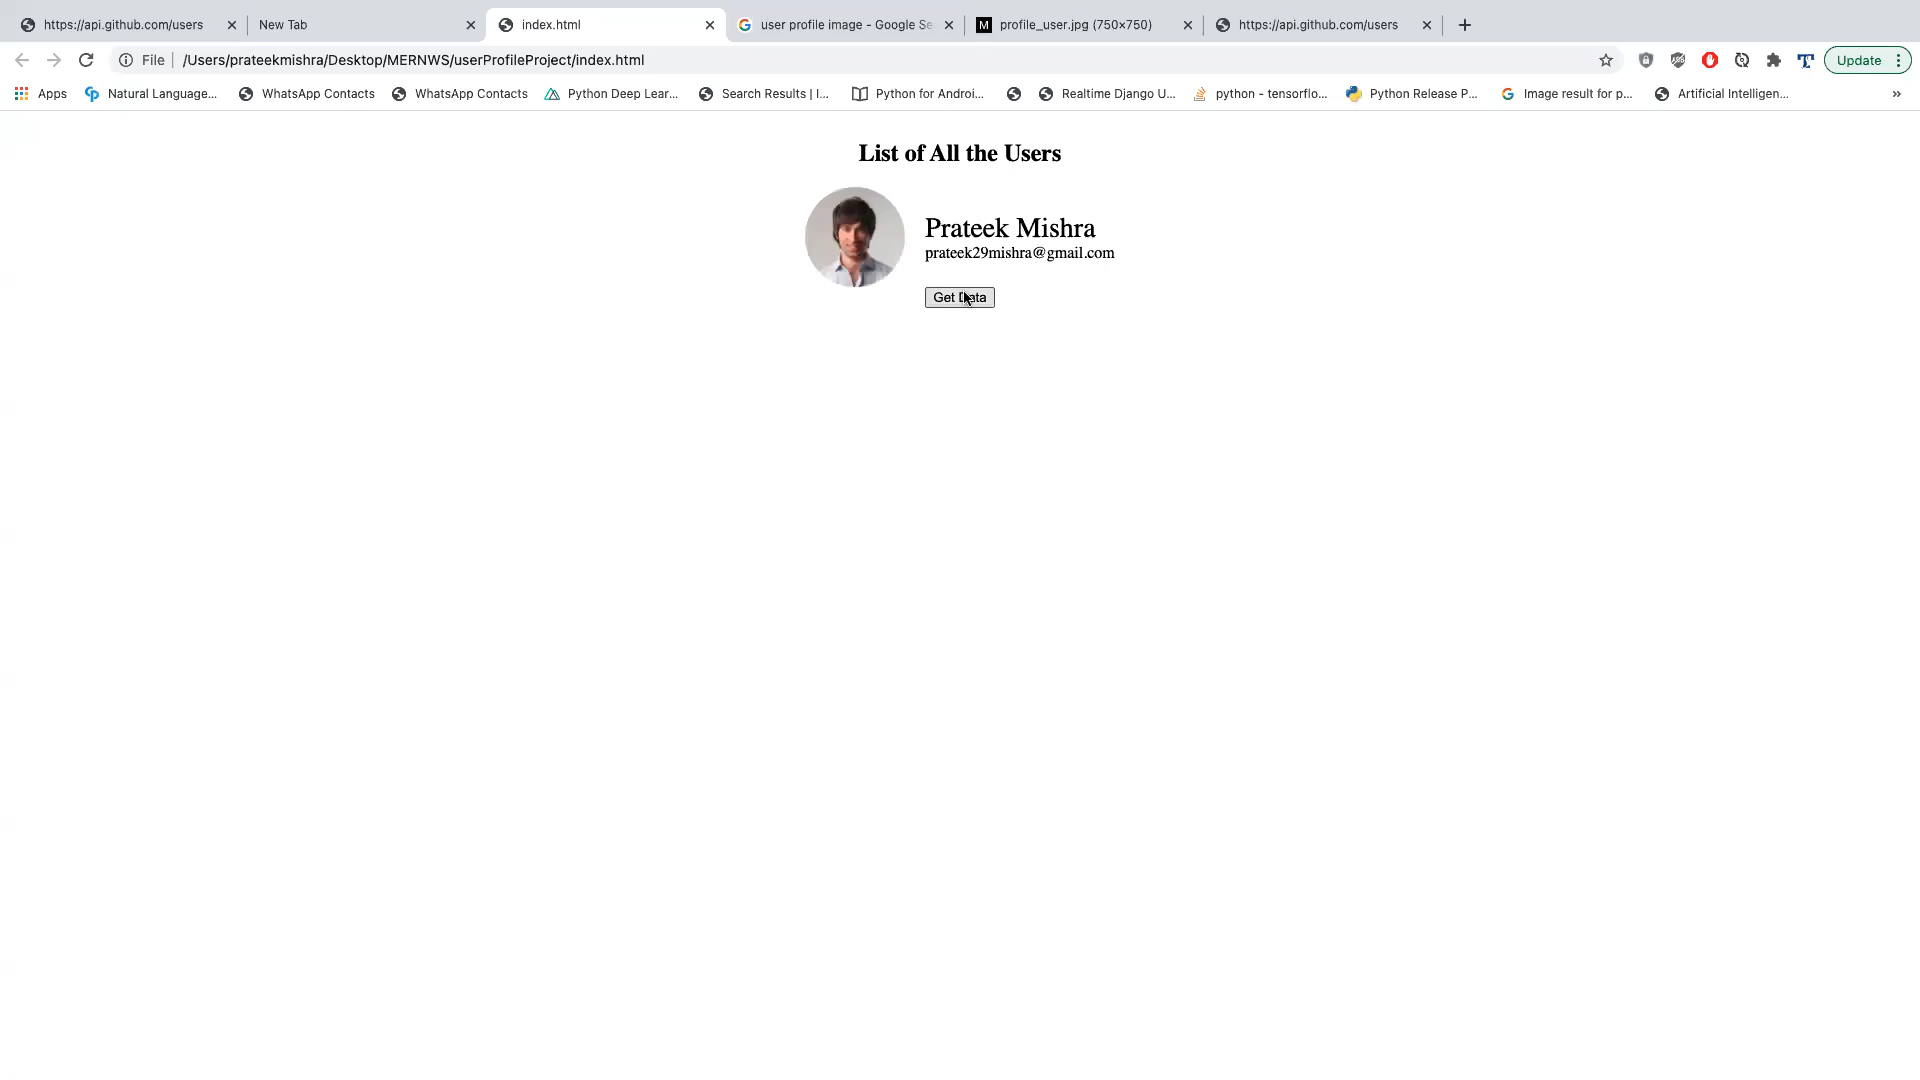 https://api.github.com/users
New Tab
index.html
user profile image - Google Se
profile_user.jpg (750×750)
https://api.github.com/users
File
/Users/prateekmishra/Desktop/MERNWS/userProfileProject/index.html
Update
Apps
Natural Language...
WhatsApp Contacts
WhatsApp Contacts
Python Deep Lear...
Search Results | I...
Python for Androi...
Realtime Django U...
python - tensorflo...
Python Release P...
Image result for p...
Artificial Intelligen...
»
List of All the Users
Prateek Mishra
prateek29mishra@gmail.com
Get Data